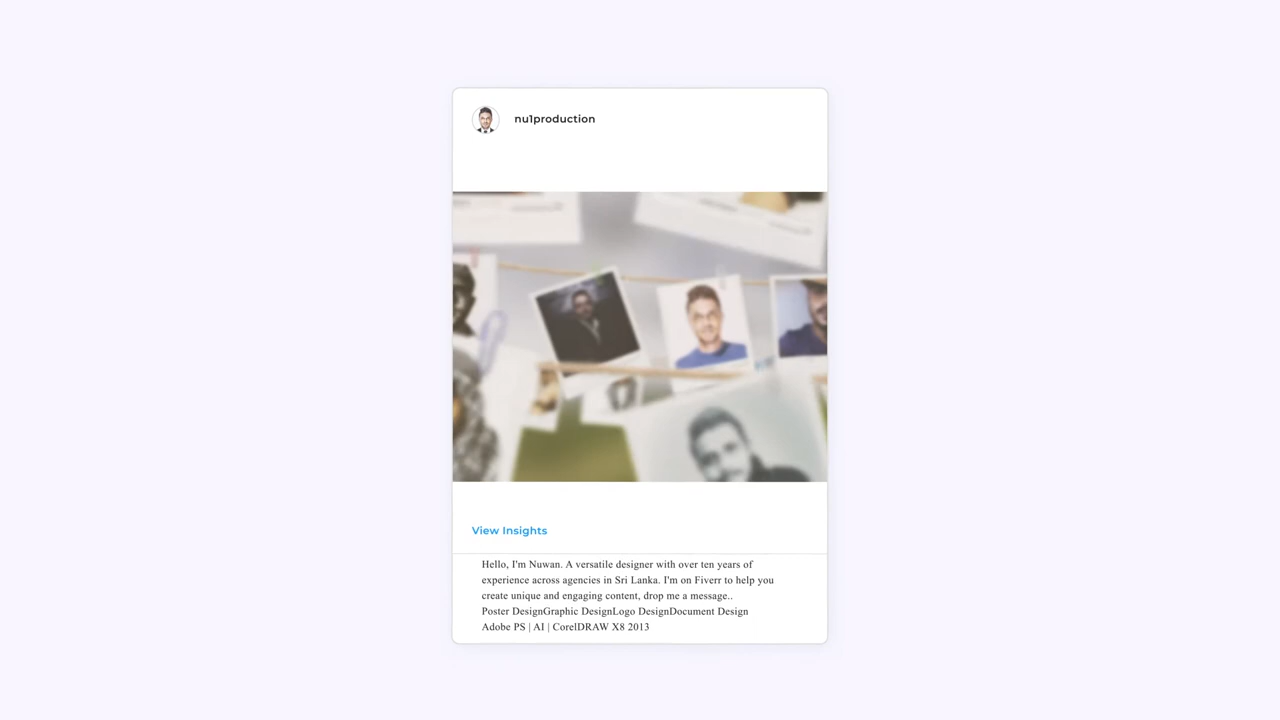 nu1production
View Insights
Hello, I'm Nuwan. A versatile designer with over ten years of
experience across agencies in Sri Lanka. I'm on Fiverr to help you
create unique and engaging content, drop me a message..
Poster DesignGraphic DesignLogo DesignDocument Design
Adobe PS | AI | CorelDRAW X8 2013